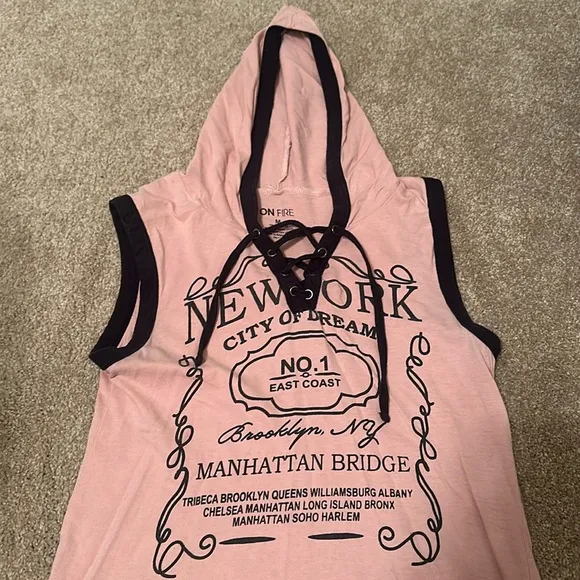 ON FIRE
M
NEW YORK
CITY OF DREAM
NO.1
EAST COAST
Brooklyn, NY
MANHATTAN BRIDGE
TRIBECA BROOKLYN QUEENS WILLIAMSBURG ALBANY
CHELSEA MANHATTAN LONG ISLAND BRONX
MANHATTAN SOHO HARLEM